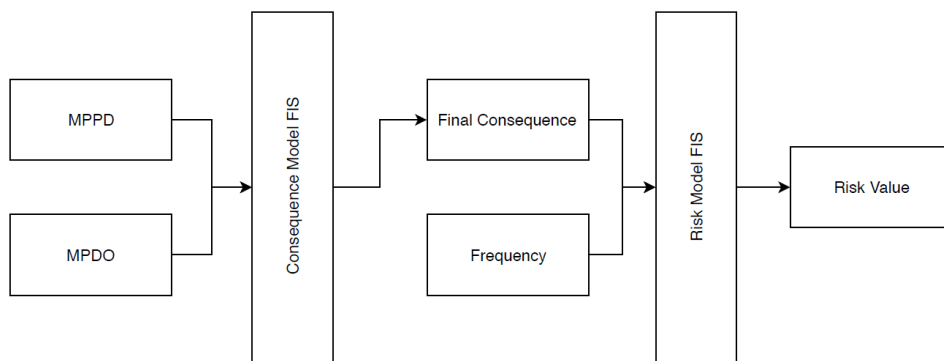 MPPD
MPDO
Consequence Model FIS
Final Consequence
Frequency
Risk Model FIS
Risk Value